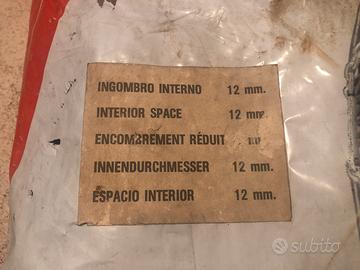 INGOMBRO INTERNO 12 mm.
INTERIOR SPACE 12 mm.
ENCOMBREMENT RÉDUIT
INNENDURCHMESSER 12 mm.
ESPACIO INTERIOR 12 mm.
subito